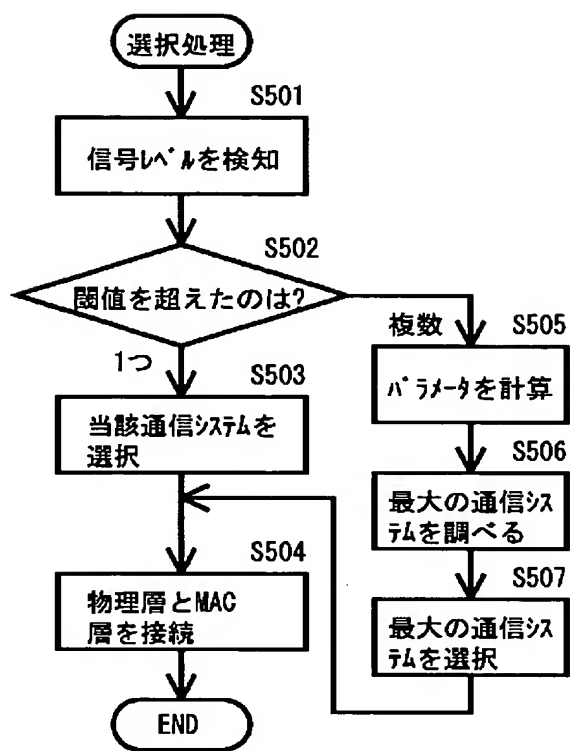 選択処理
S501
信号ﾚﾍﾞﾙを検知
S502
閾値を超えたのは?
1つ
複数
S503
当該通信ｼｽﾃﾑを
選択
S504
物理層とMAC
層を接続
END
S505
ﾊﾟﾗﾒｰﾀを計算
S506
最大の通信ｼｽ
ﾃﾑを調べる
S507
最大の通信ｼｽ
ﾃﾑを選択